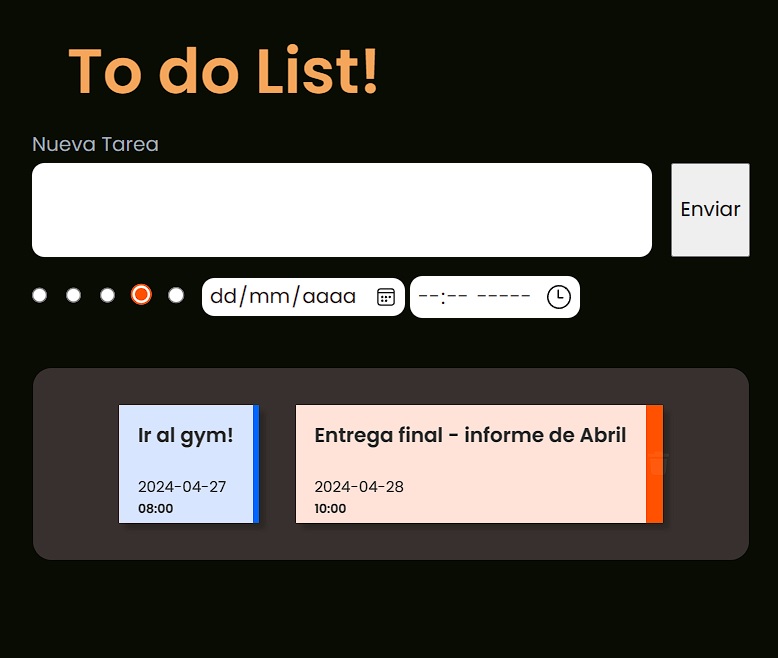 To do List!
Nueva Tarea
Enviar
dd/mm/aaaa
--:-- -----
Ir al gym!
2024-04-27
08:00
Entrega final - informe de Abril
2024-04-28
10:00